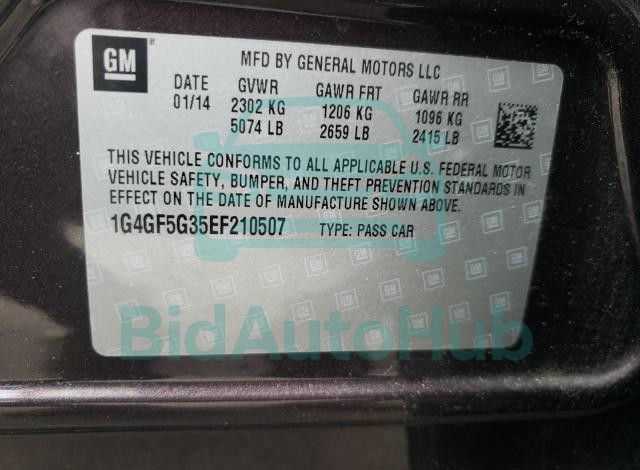 GM
MFD BY GENERAL MOTORS LLC
DATE GVWR GAWR FRT GAWR RR
01/14 2302 KG 1206 KG 1096 KG
5074 LB 2659 LB 2415 LB
THIS VEHICLE CONFORMS TO ALL APPLICABLE U.S. FEDERAL MOTOR
VEHICLE SAFETY, BUMPER, AND THEFT PREVENTION STANDARDS IN
EFFECT ON THE DATE OF MANUFACTURE SHOWN ABOVE.
1G4GF5G35EF210507 TYPE: PASS CAR
BidAutoHub